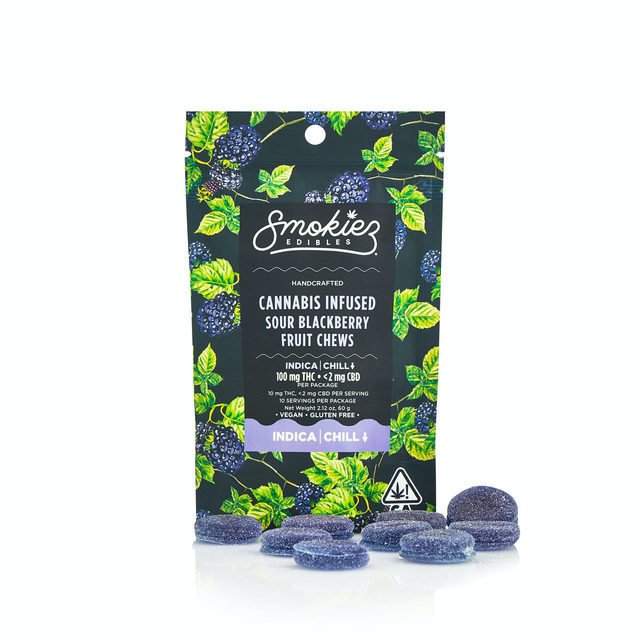 Smokiez
EDIBLES
HANDCRAFTED
CANNABIS INFUSED
SOUR BLACKBERRY
FRUIT CHEWS
INDICA | CHILL↓
100 mg THC • <2 mg CBD
PER PACKAGE
10 mg THC, <2 mg CBD PER SERVING
10 SERVINGS PER PACKAGE
Net Weight 2.12 oz, 60 g
• VEGAN • GLUTEN FREE •
INDICA | CHILL↓
!
CA